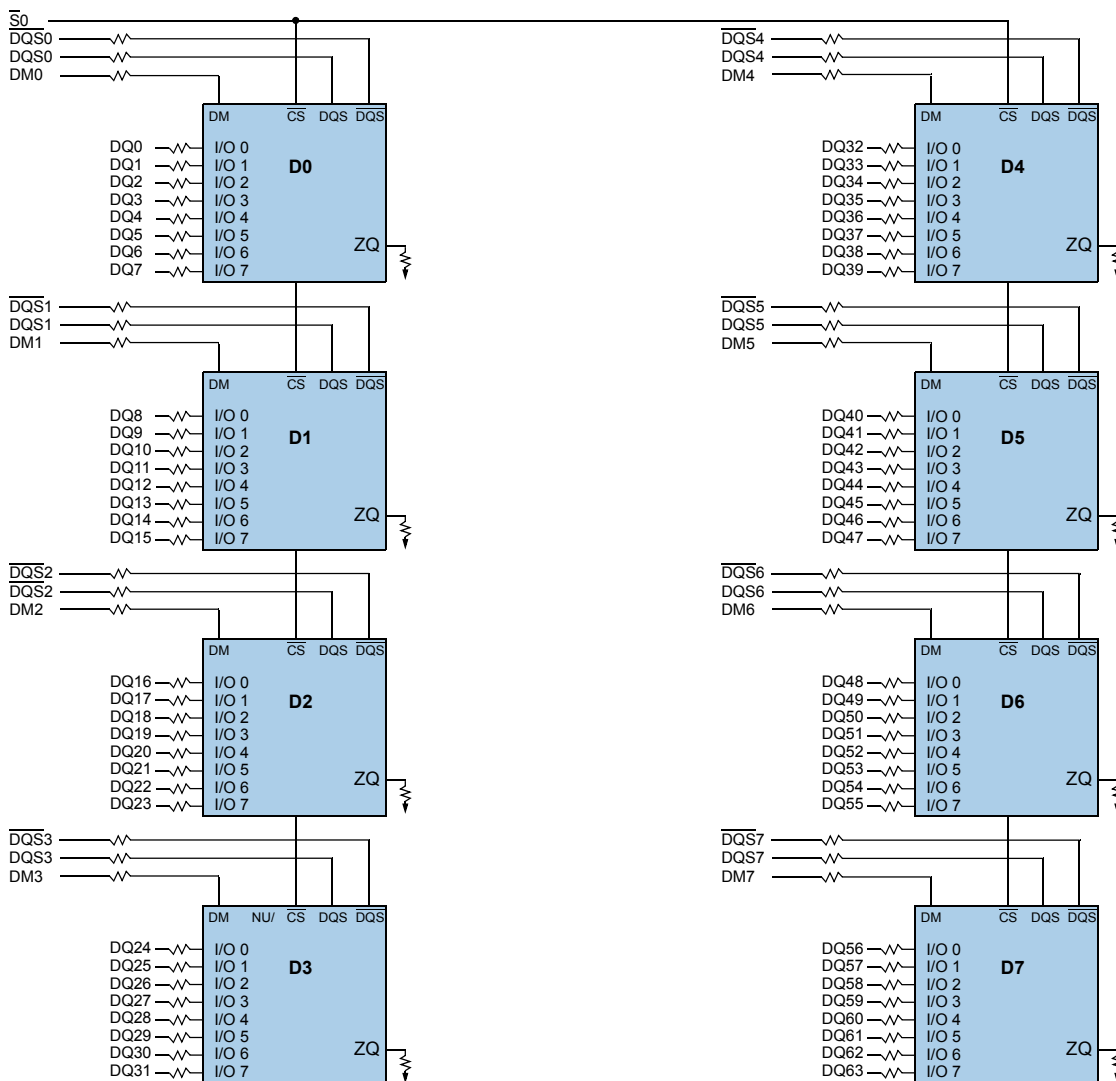 S0
DQS0
DQS0
DM0
DM CS DQS DQS
DQ0 I/O 0
DQ1 I/O 1
D0
DQ2 I/O 2
DQ3 I/O 3
DQ4 I/O 4
DQ5 I/O 5
ZQ
DQ6 I/O 6
DQ7 I/O 7
DQS1
DQS1
DM1
DM CS DQS DQS
DQ8 I/O 0
DQ9 I/O 1
D1
DQ10 I/O 2
DQ11 I/O 3
DQ12 I/O 4
DQ13 I/O 5
ZQ
DQ14 I/O 6
DQ15 I/O 7
DQS2
DQS2
DM2
DM CS DQS DQS
DQ16 I/O 0
DQ17 I/O 1
D2
DQ18 I/O 2
DQ19 I/O 3
DQ20 I/O 4
DQ21 I/O 5
ZQ
DQ22 I/O 6
DQ23 I/O 7
DQS3
DQS3
DM3
DM NU/ CS DQS DQS
DQ24 I/O 0
DQ25 I/O 1
D3
DQ26 I/O 2
DQ27 I/O 3
DQ28 I/O 4
DQ29 I/O 5
ZQ
DQ30 I/O 6
DQ31 I/O 7
DQS4
DQS4
DM4
DM CS DQS DQS
DQ32 I/O 0
DQ33 I/O 1
D4
DQ34 I/O 2
DQ35 I/O 3
DQ36 I/O 4
DQ37 I/O 5
ZQ
DQ38 I/O 6
DQ39 I/O 7
DQS5
DQS5
DM5
DM CS DQS DQS
DQ40 I/O 0
DQ41 I/O 1
D5
DQ42 I/O 2
DQ43 I/O 3
DQ44 I/O 4
DQ45 I/O 5
ZQ
DQ46 I/O 6
DQ47 I/O 7
DQS6
DQS6
DM6
DM CS DQS DQS
DQ48 I/O 0
DQ49 I/O 1
D6
DQ50 I/O 2
DQ51 I/O 3
DQ52 I/O 4
DQ53 I/O 5
ZQ
DQ54 I/O 6
DQ55 I/O 7
DQS7
DQS7
DM7
DM CS DQS DQS
DQ56 I/O 0
DQ57 I/O 1
D7
DQ58 I/O 2
DQ59 I/O 3
DQ60 I/O 4
DQ61 I/O 5
ZQ
DQ62 I/O 6
DQ63 I/O 7